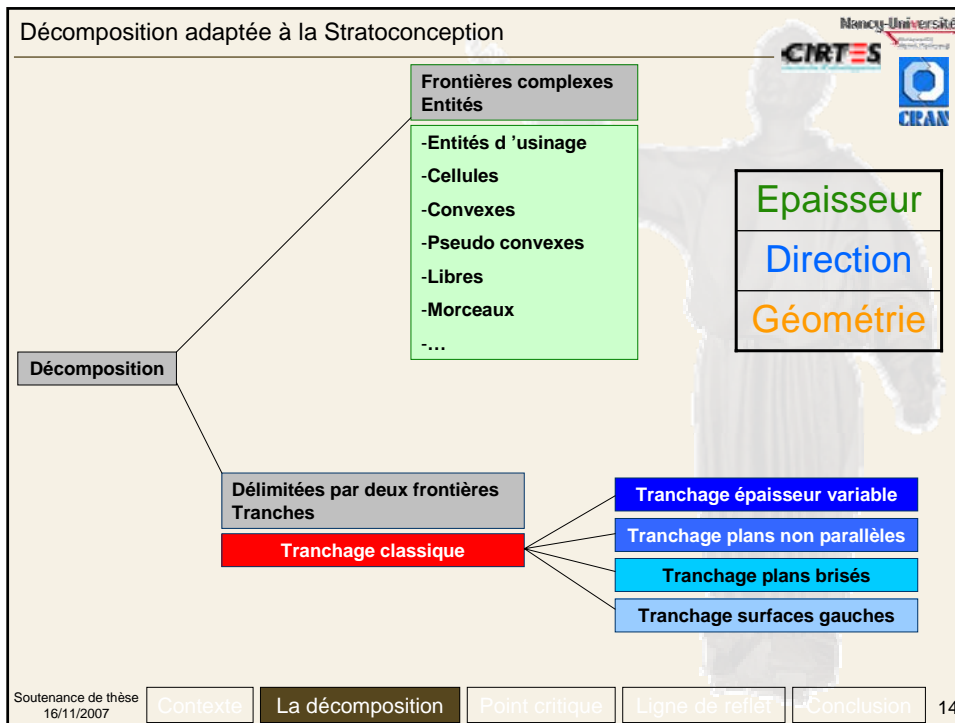 Décomposition adaptée à la Stratoconception
Nancy-Université
CIRTES
CRAN
Frontières complexes
Entités
-Entités d 'usinage
-Cellules
-Convexes
-Pseudo convexes
-Libres
-Morceaux
-...
Epaisseur
Direction
Géométrie
Décomposition
Délimitées par deux frontières
Tranches
Tranchage classique
Tranchage épaisseur variable
Tranchage plans non parallèles
Tranchage plans brisés
Tranchage surfaces gauches
Soutenance de thèse
16/11/2007
Contexte
La décomposition
Point critique
Ligne de reflet
Conclusion
14